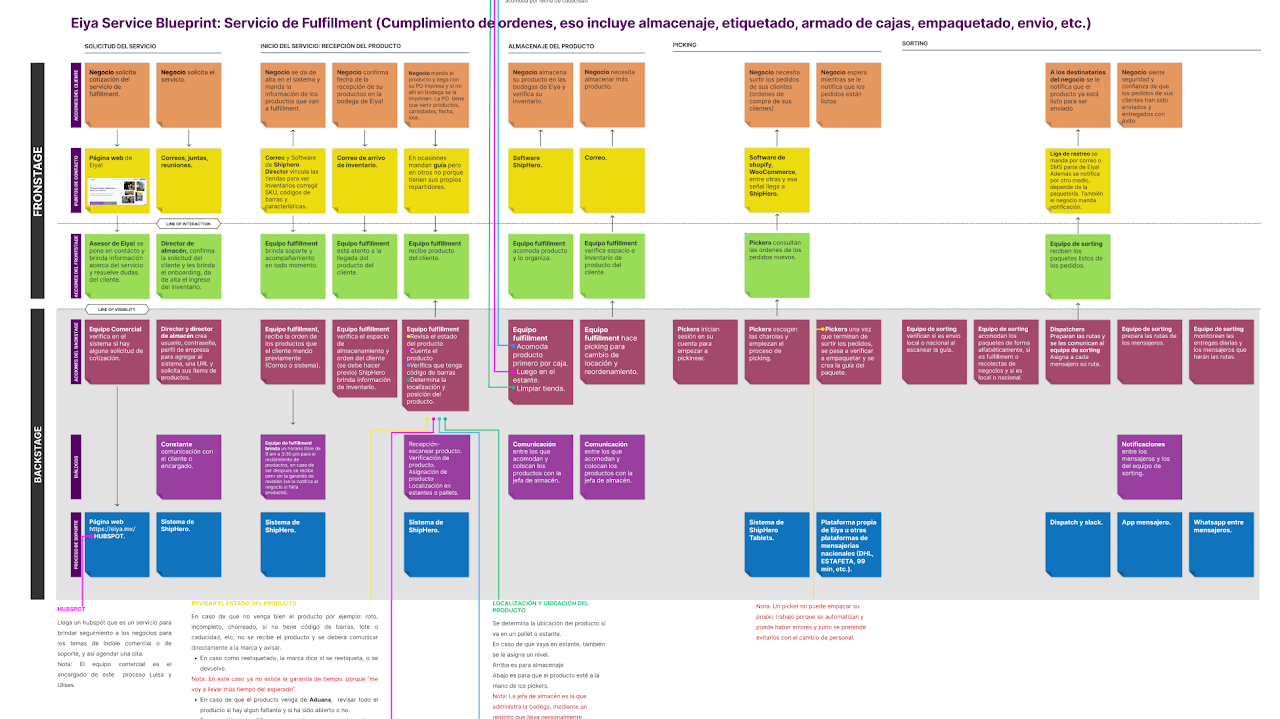 acomoda por fecha de caducidad
Eiya Service Blueprint: Servicio de Fulfillment (Cumplimiento de ordenes, eso incluye almacenaje, etiquetado, armado de cajas, empaquetado, envio, etc.)
SOLICITUD DEL SERVICIO
INICIO DEL SERVICIO: RECEPCIÓN DEL PRODUCTO
ALMACENAJE DEL PRODUCTO
PICKING
SORTING
FRONSTAGE
ACCIONES DEL CLIENTE
Negocio solicita
cotización del
servicio de
fulfillment.
Negocio solicita el
servicio.
Negocio se da de
alta en el sistema y
manda la
información de los
productos que van
a fulfillment.
Negocio confirma
fecha de la
recepción de su
productos en la
bodega de Eiya!
Negocio manda el
producto y llega con
su PO impresa y si no
ahí en bodega se la
imprimen. La PO tiene
que venir productos,
cantidades, fecha,
lote.
Negocio almacena
su producto en las
bodegas de Eiya y
verifica su
inventario.
Negocio necesita
almacenar más
producto.
Negocio necesita
surtir los pedidos
de sus clientes
(ordenes de
compra de sus
clientes)
Negocio espera
mientras se le
notifica que los
pedidos están
listos
A los destinatarios
del negocio se le
notifica que el
producto ya está
listo para ser
enviado
Negocio siente
seguridad y
confianza de que
los pedidos de sus
clientes han sido
enviados y
entregados con
éxito
PUNTOS DE CONTACTO
Página web de
Eiya!
Correos, juntas,
reuniones.
Correo y Software
de Shiphero.
Director vincula las
tiendas para ver
inventarios corregir
SKU, códigos de
barras y
características.
Correo de arrivo
de inventario.
En ocasiones
mandan guía pero
en otros no porque
tienen sus propios
repartidores.
Software
ShipHero.
Correo.
Software de
shopify,
WooCommerce,
entre otras y esa
señal llega a
ShipHero.
Liga de rastreo se
manda por correo o
SMS parte de Eiya!
Además se notifica
por otro medio,
depende de la
paquetería. También
el negocio manda
notificación.
LINE OF INTERACTION
ACCIONES DEL FRONTSTAGE
Asesor de Eiya! se
pone en contacto y
brinda información
acerca del servicio
y resuelve dudas
del cliente.
Director de
almacén, confirma
la solicitud del
cliente y les brinda
el onboarding, da
de alta el ingreso
del inventario.
Equipo fulfillment
brinda soporte y
acompañamiento
en todo momento.
Equipo fulfillment
está atento a la
llegada del
producto del
cliente.
Equipo fulfillment
recibe producto
del cliente.
Equipo fulfillment
acomoda producto
y lo organiza.
Equipo fulfillment
verifica espacio e
inventario de
producto del
cliente.
Pickers consultan
las ordenes de los
pedidos nuevos.
Equipo de sorting
reciben los
paquetes listos de
los pedidos.
LINE OF VISIBILITY
BACKSTAGE
ACCIONES DEL BACKSTAGE
Equipo Comercial
verifica en el
sistema si hay
alguna solicitud de
cotización.
Director y director
de almacén crea
usuario, contraseña,
perfil de empresa
para agregar al
sistema, una URL y
solicita sus ítems de
productos.
Equipo fulfillment,
recibe la orden de
los productos que
el cliente mando
previamente
(Correo o sistema).
Equipo fulfillment
verifica el espacio
de
almacenamiento y
orden del cliente
(se debe hacer
previo) ShipHero
brinda información
de inventario.
Equipo fulfillment
Revisa el estado
del producto
Cuenta el
producto
Verifica que tenga
código de barras
Determina la
localización y
posición del
producto.
Equipo
fulfillment
Acomoda
producto
primero por caja.
Luego en el
estante.
Limpiar tienda.
Equipo
fulfillment hace
picking para
cambio de
locación y
reordenamiento.
Pickers Inician
sesión en su
cuenta para
empezar a
pickinear.
Pickers escogen
las charolas y
empiezan el
proceso de
picking.
Pickers una vez
que terminan de
surtir los pedidos,
se pasa a verificar
a empaquetar y se
crea la guía del
paquete.
Equipo de sorting
verifican si es envío
local o nacional al
escanear la guía.
Equipo de sorting
acomodan los
paquetes de forma
alfabéticamente, si
es fulfillment o
recolectas de
negocios y si es
local o nacional.
Dispatchers
Preparan las rutas y
se las comunican al
equipo de sorting
Asigna a cada
mensajero su ruta.
Equipo de sorting
preparan las rutas de
los mensajeros.
Equipo de sorting
monitorean las
entregas diarias y
los mensajeros que
harán las rutas.
DIÁLOGOS
Constante
comunicación con
el cliente o
encargado.
Equipo de fulfillment
brinda un horario libre de
9 am a 3:30 pm para el
recibimiento de
productos, en caso de
ser después se recibe
pero sin la garantía de
revisión (se le notifica al
negocio si falta
producto).
Recepción-
escanear producto.
Verificación de
producto.
Asignación de
producto
Localización en
estantes o pallets.
Comunicación
entre los que
acomodan y
colocan los
productos con la
jefa de almacén.
Comunicación
entre los que
acomodan y
colocan los
productos con la
jefa de almacén.
Notificaciones
entre los
mensajeros y los
del equipo de
sorting.
PROCESO DE SOPORTE
Página web
https://eiya.mx/
HUBSPOT.
Sistema de
ShipHero.
Sistema de
ShipHero.
Sistema de
ShipHero.
Sistema de
ShipHero
Tablets.
Plataforma propia
de Eiya u otras
plataformas de
mensajerías
nacionales (DHL,
ESTAFETA, 99
min, etc.).
Dispatch y slack.
App mensajero.
Whatsapp entre
mensajeros.
HUBSPOT
Llega un hubspot que es un servicio para
brindar seguimiento a los negocios para
los temas de índole comercial o de
soporte, y así agendar una cita.
Nota: El equipo comercial es el
encargado de este proceso Luisa y
Ulises
REVISAR EL ESTADO DEL PRODUCTO
En caso de que no venga bien el producto por ejemplo: roto,
incompleto, chorreado, si no tiene código de barras, lote o
caducidad, etc, no se recibe el producto y se deberá comunicar
directamente a la marca y avisar.
• En caso como reetiquetado, la marca dice si se reetiqueta, o se
devuelve.
Nota: En este caso ya no existe la garantía de tiempo. porque "me
voy a llevar más tiempo del esperado".
• En caso de que el producto venga de Aduana, revisar todo el
producto si hay algun faltante y si ha sido abierto o no.
LOCALIZACIÓN Y UBICACIÓN DEL
PRODUCTO
Se determina la ubicación del producto si
va en un pallet o estante.
En caso de que vaya en estante, también
se le asigna un nivel.
Arriba es para almacenaje
Abajo es para que el producto esté a la
mano de los pickers.
Nota: La jefa de almacén es la que
administra la bodega, mediante un
registro que lleva personalmente
Nota: Un picker no puede empacar su
propio trabajo porque se automatizan y
puede haber errores y justo se pretende
evitarlos con el cambio de personal.